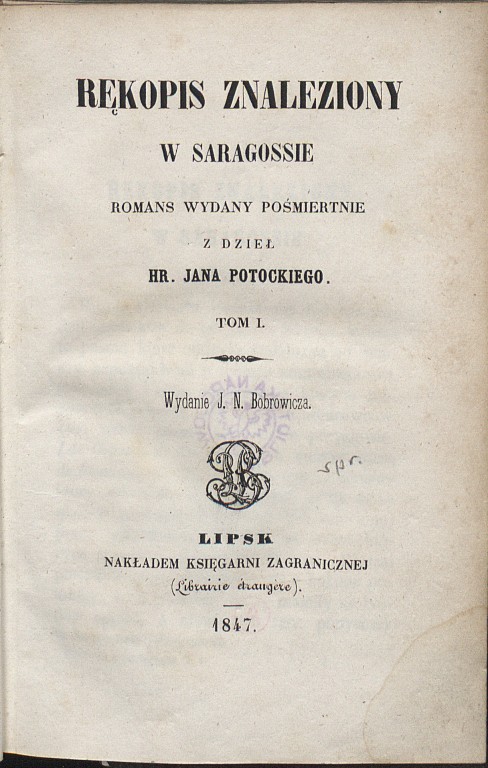 RĘKOPIS ZNALEZIONY
W SARAGOSSIE
ROMANS WYDANY POŚMIERTNIE
Z DZIEŁ
HR. JANA POTOCKIEGO.
TOM I.
Wydanie J. N. Bobrowicza.
spr.
LIPSK
NAKŁADEM KSIĘGARNI ZAGRANICZNEJ
(Librairie étrangère).
1847.